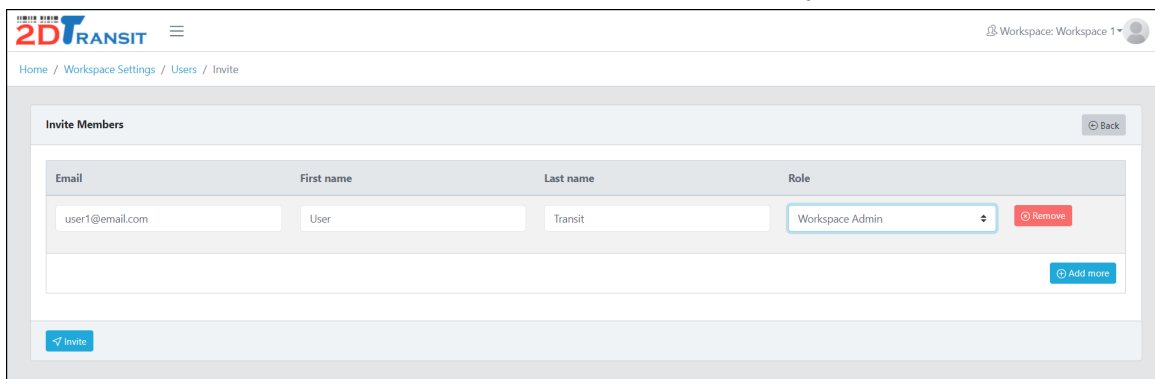 2DTRANSIT
Workspace: Workspace 1
Home / Workspace Settings / Users / Invite
Invite Members
Back
Email First name Last name Role
user1@email.com User Transit Workspace Admin Remove
Add more
Invite